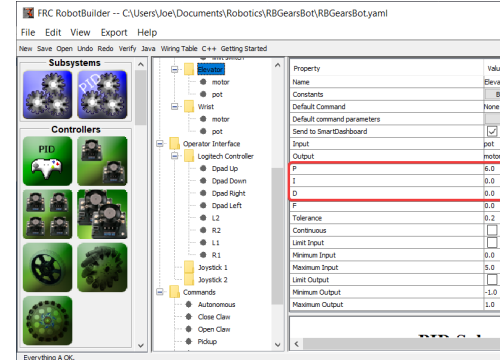 FRC RobotBuilder -- C:\Users\Joe\Documents\Robotics\RBGearsBot\RBGearsBot.yaml
File Edit View Export Help
New Save Open Undo Redo Verify Java Wiring Table C++ Getting Started
Subsystems
PID
Controllers
PID
Elevator
motor
pot
Wrist
motor
pot
Operator Interface
Logitech Controller
Dpad Up
Dpad Down
Dpad Right
Dpad Left
L2
R2
L1
R1
Joystick 1
Joystick 2
Commands
Autonomous
Close Claw
Open Claw
Pickup
Property Valu
Name Eleva
Constants
Default Command None
Default command parameters
Send to SmartDashboard
Input pot
Output motor
P 6.0
I 0.0
D 0.0
F 0.0
Tolerance 0.2
Continuous
Limit Input
Minimum Input 0.0
Maximum Input 5.0
Limit Output
Minimum Output -1.0
Maximum Output 1.0
Everything A OK.